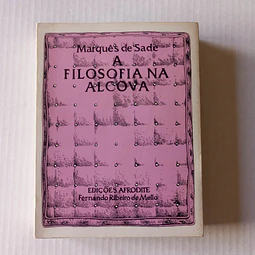 Marquês de Sade
A
FILOSOFIA NA
ALCOVA
EDIÇÕES AFRODITE
Fernando Ribeiro de Mello